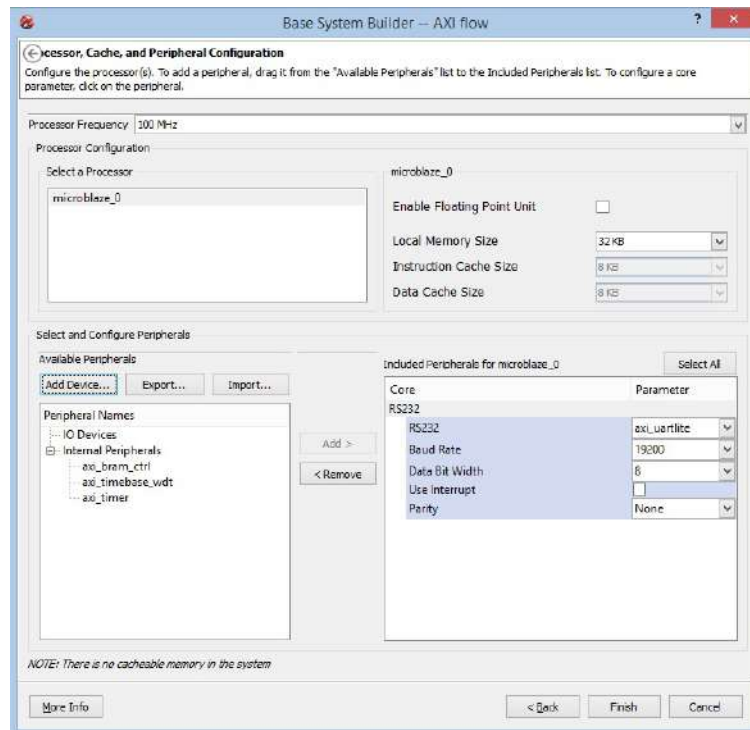 Base System Builder -- AXI flow
? ×
ocessor, Cache, and Peripheral Configuration
Configure the processor(s). To add a peripheral, drag it from the "Available Peripherals" list to the Included Peripherals list. To configure a core
parameter, click on the peripheral.
Processor Frequency 100 MHz
Processor Configuration
Select a Processor
microblaze_0
microblaze_0
Enable Floating Point Unit
Local Memory Size 32 KB
Instruction Cache Size 8 KB
Data Cache Size 8 KB
Select and Configure Peripherals
Available Peripherals
Add Device... Export... Import...
Peripheral Names
IO Devices
Internal Peripherals
axi_bram_ctrl
axi_timebase_wdt
axi_timer
Add >
< Remove
Included Peripherals for microblaze_0 Select All
Core Parameter
RS232
RS232 axi_uartlite
Baud Rate 19200
Data Bit Width 8
Use Interrupt
Parity None
NOTE: There is no cacheable memory in the system
More Info < Back Finish Cancel